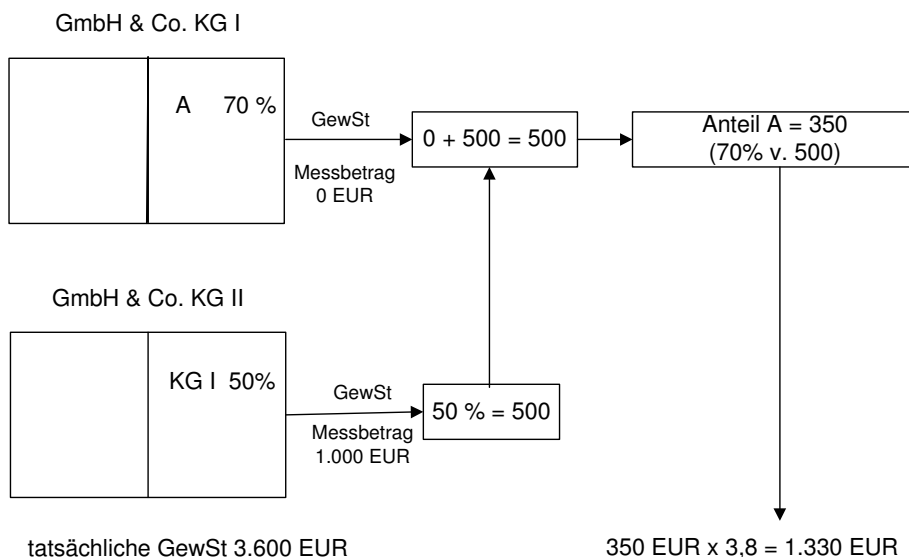 GmbH & Co. KG I
A 70 %
GewSt
Messbetrag
0 EUR
0 + 500 = 500
Anteil A = 350
(70% v. 500)
GmbH & Co. KG II
KG I 50%
GewSt
Messbetrag
1.000 EUR
50 % = 500
tatsächliche GewSt 3.600 EUR
350 EUR x 3,8 = 1.330 EUR